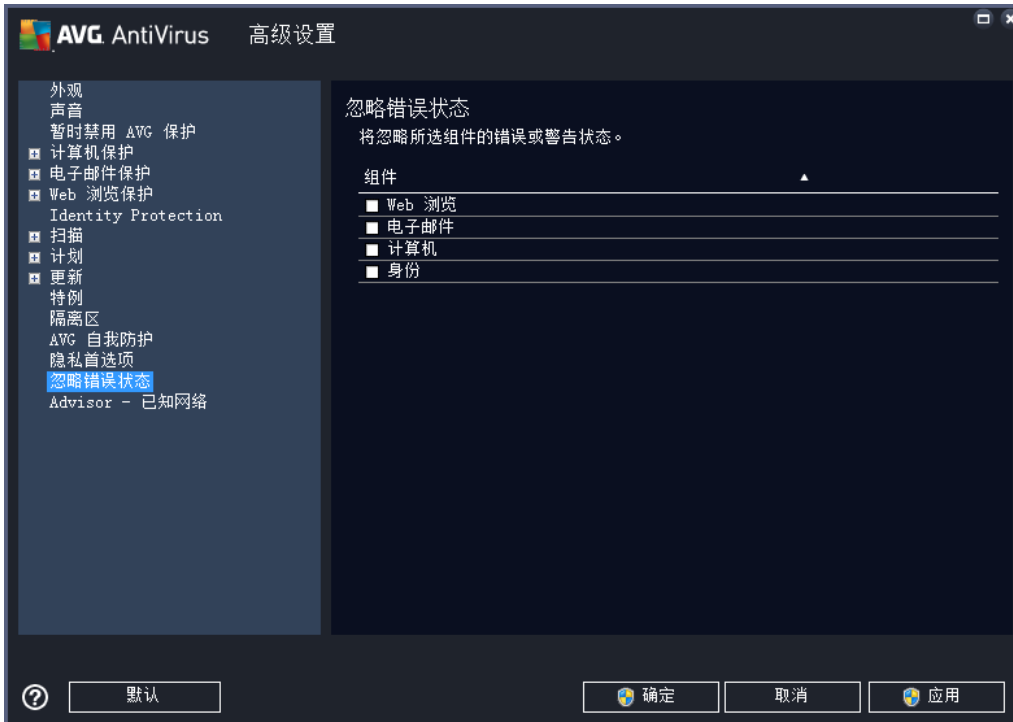 AVG. AntiVirus 高级设置
外观
声音
暂时禁用 AVG 保护
计算机保护
电子邮件保护
Web 浏览保护
Identity Protection
扫描
计划
更新
特例
隔离区
AVG 自我防护
隐私首选项
忽略错误状态
Advisor - 已知网络
忽略错误状态
将忽略所选组件的错误或警告状态。
组件
Web 浏览
电子邮件
计算机
身份
默认
确定
取消
应用